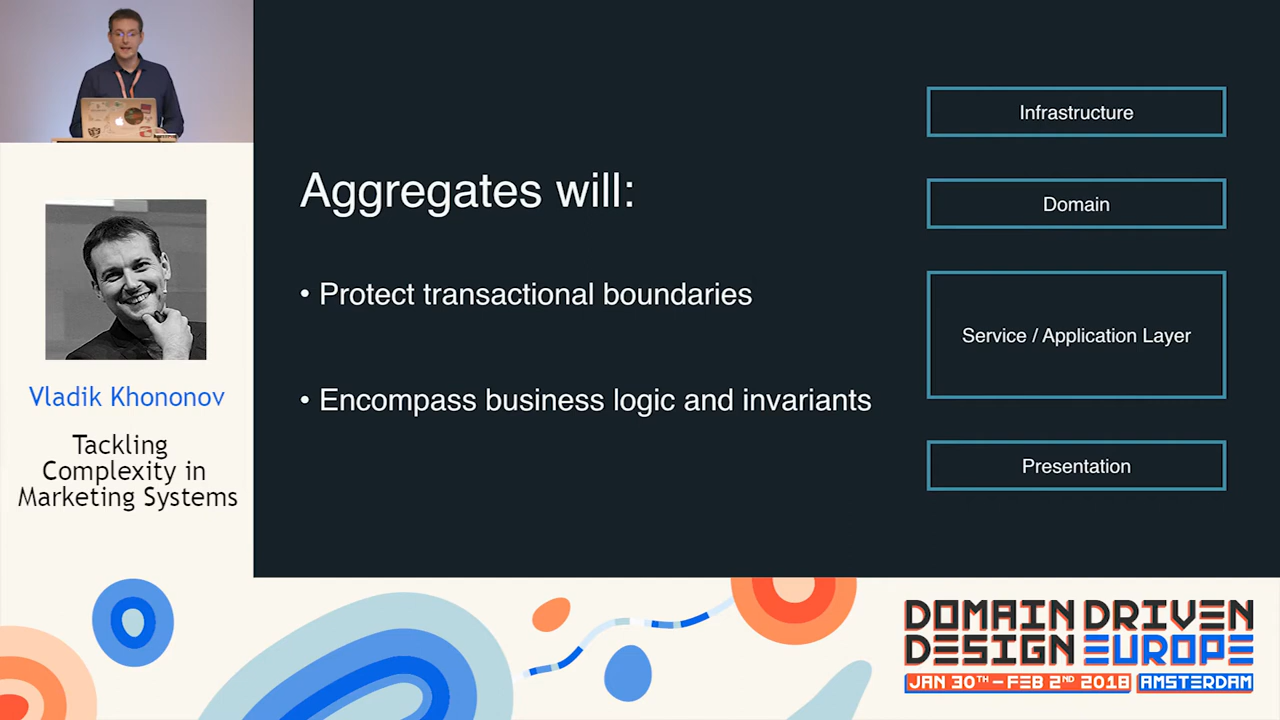 Aggregates will:
• Protect transactional boundaries
• Encompass business logic and invariants
Infrastructure
Domain
Service / Application Layer
Presentation
Vladik Khononov
Tackling
Complexity in
Marketing Systems
DOMAIN DRIVEN
DESIGN EUROPE
JAN 30TH - FEB 2ND 2018 AMSTERDAM